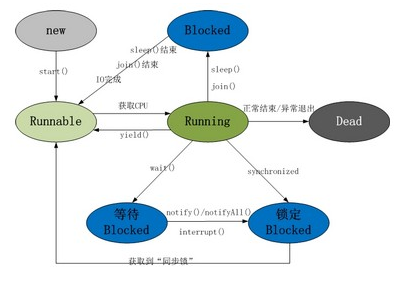 new
Blocked
sleep()结束
join()结束
IO完成
start()
sleep()
join()
Runnable
获取CPU
yield()
Running
正常结束/异常退出
Dead
wait()
synchronized
等待
Blocked
notify()/notifyAll()
interrupt()
锁定
Blocked
获取到“同步锁”